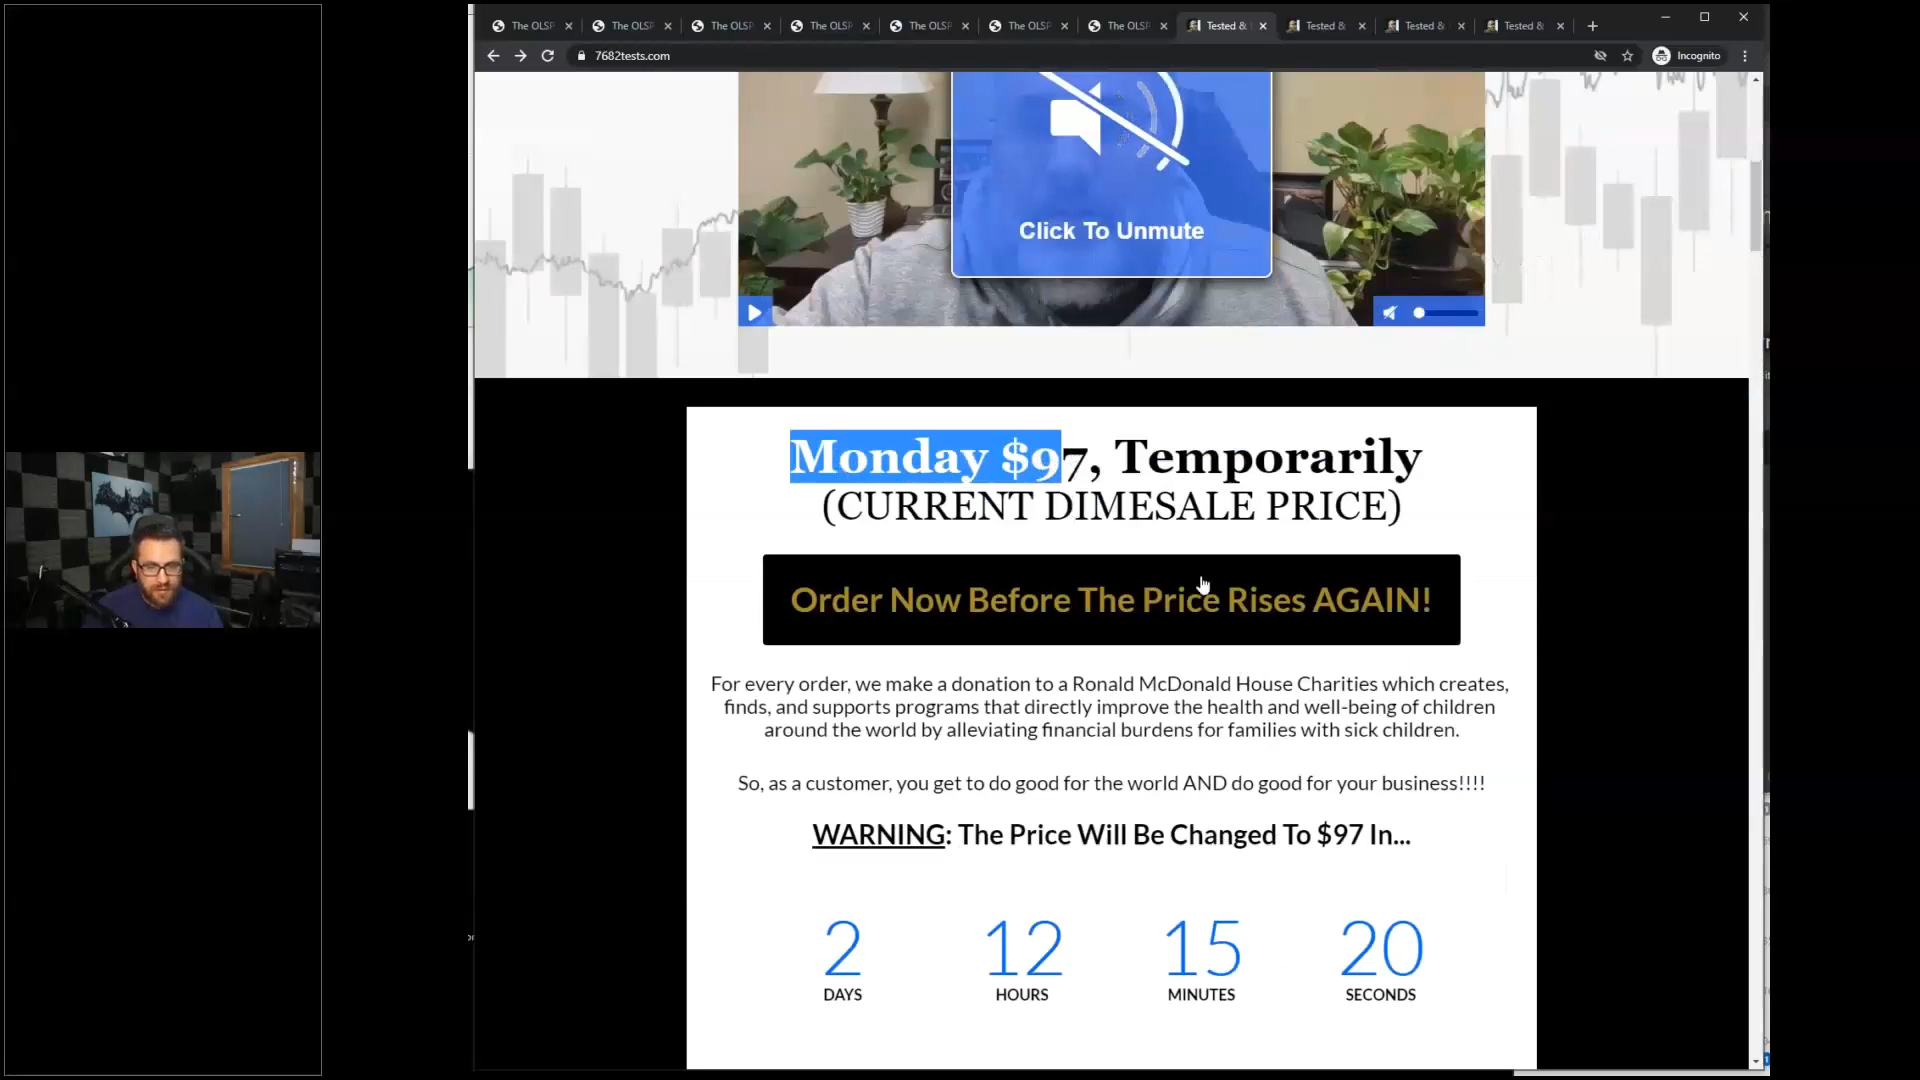 The OLSP
The OLSP
The OLSP
The OLSP
The OLSP
The OLSP
The OLSP
Tested &
Tested &
Tested &
Tested &
7682tests.com
Incognito
Click To Unmute
Monday $97, Temporarily
(CURRENT DIMESALE PRICE)
Order Now Before The Price Rises AGAIN!
For every order, we make a donation to a Ronald McDonald House Charities which creates,
finds, and supports programs that directly improve the health and well-being of children
around the world by alleviating financial burdens for families with sick children.
So, as a customer, you get to do good for the world AND do good for your business!!!!
WARNING: The Price Will Be Changed To $97 In...
2 12 15 20
DAYS HOURS MINUTES SECONDS